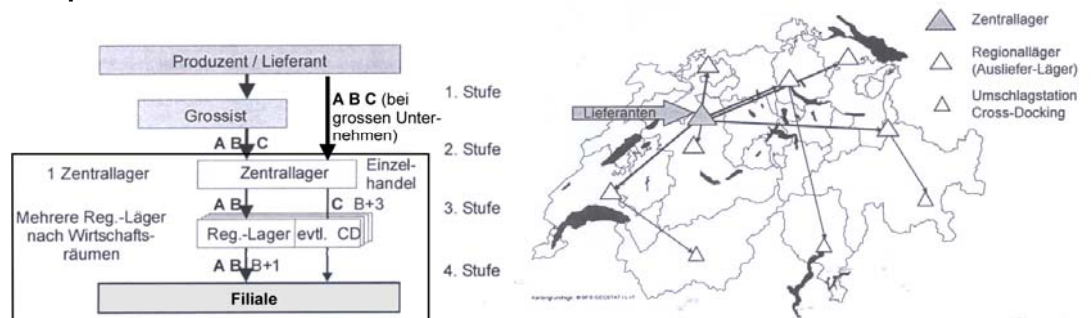 Produzent / Lieferant
Grossist
A B C (bei
grossen Unter-
nehmen)
1. Stufe
A B C
2. Stufe
1 Zentrallager
Zentrallager
Einzel-
handel
A B
C B+3
3. Stufe
Mehrere Reg.-Läger
nach Wirtschafts-
räumen
Reg.-Lager evtl. CD
A B B+1
4. Stufe
Filiale
Lieferanten
Zentrallager
Regionalläger
(Ausliefer-Läger)
Umschlagstation
Cross-Docking